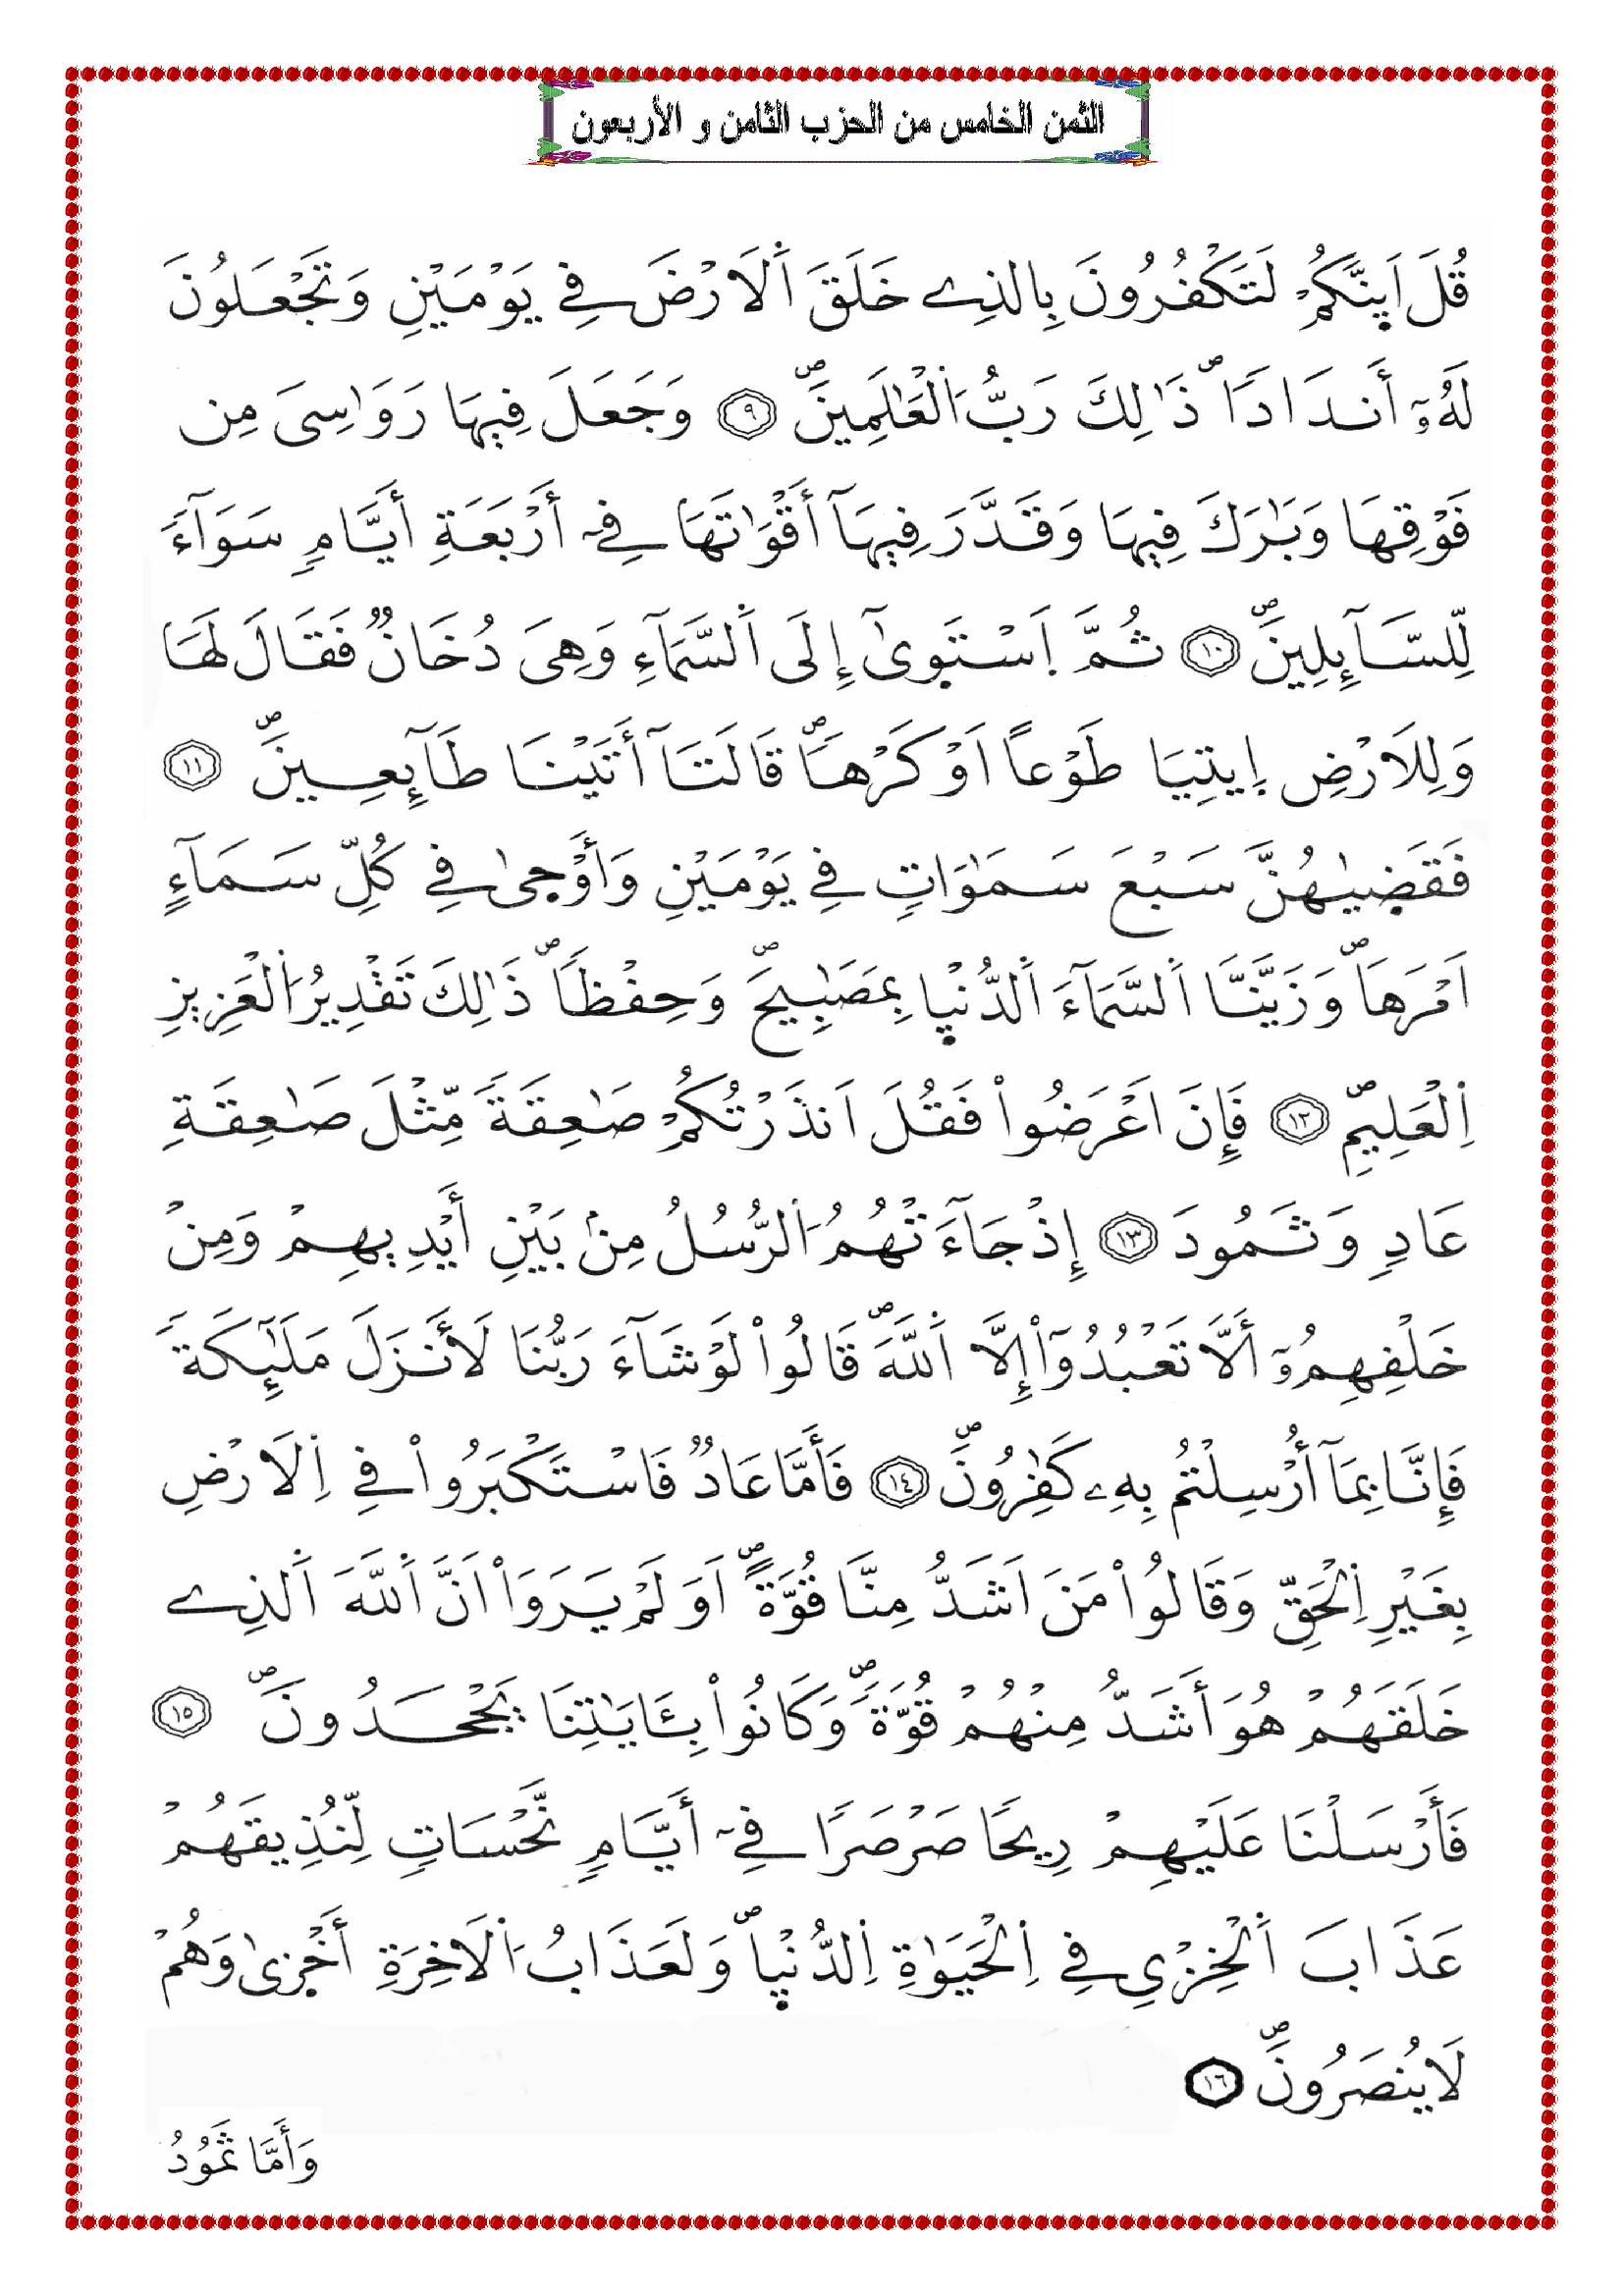 الثمن الخامس من الحزب الثامن و الأربعون
قُلَ اَئِنَّكُمْ لَتَكْفُرُونَ بِالذِے خَلَقَ اَلَارْضَ فِے يَوْمَيْنِ وَتَجْعَلُونَ
لَهُۥٓ أَندَاداٗۖ ذَٰلِكَ رَبُّ اُلْعَٰلَمِينَۖ ۝٩ وَجَعَلَ فِيهَا رَوَٰسِىَ مِن
فَوْقِهَا وَبَٰرَكَ فِيهَا وَقَدَّرَ فِيهَآ أَقْوَٰتَهَا فِےٓ أَرْبَعَةِ أَيَّامٖ سَوَآءٗ
لِّلسَّآئِلِينَۖ ۝١٠ ثُمَّ اَسْتَوىٰٓ إِلَى اَلسَّمَآءِ وَهِىَ دُخَانٞ فَقَالَ لَهَا
وَلِلَارْضِ اِيتِيَا طَوْعاً اَوْ كَرْهاٗۖ قَالَتَآ أَتَيْنَا طَآئِعِينَۖ ۝١١
فَقَضِيٰهُنَّ سَبْعَ سَمَٰوَاتٖ فِے يَوْمَيْنِ وَأَوْحىٰ فِے كُلِّ سَمَآءٍ
اَمْرَهَاۖ وَزَيَّنَّا اَلسَّمَآءَ اَلدُّنْيِا بِمَصَٰبِيحَۖ وَحِفْظاٗۖ ذَٰلِكَ تَقْدِيرُ اُلْعَزِيزِ
اِلْعَلِيمِۖ ۝١٢ فَإِنَ اَعْرَضُواْ فَقُلَ اَنذَرْتُكُمْ صَٰعِقَةٗ مِّثْلَ صَٰعِقَةِ
عَادٖ وَثَمُودَ ۝١٣ إِذْ جَآءَتْهُمُ اُلرُّسُلُ مِنۢ بَيْنِ أَيْدِيهِمْ وَمِنْ
خَلْفِهِمُۥٓ أَلَّا تَعْبُدُوٓاْ إِلَّا اَللَّهَۖ قَالُواْ لَوْ شَآءَ رَبُّنَا لَأَنزَلَ مَلَٰٓئِكَةٗ
فَإِنَّا بِمَآ أُرْسِلْتُم بِهِۦ كَٰفِرُونَۖ ۝١٤ فَأَمَّا عَادٞ فَاسْتَكْبَرُواْ فِے اِلَارْضِ
بِغَيْرِ اِلْحَقِّ وَقَالُواْ مَنَ اَشَدُّ مِنَّا قُوَّةًۖ اَوَ لَمْ يَرَوَاْ اَنَّ اَللَّهَ اَلذِے
خَلَقَهُمْ هُوَ أَشَدُّ مِنْهُمْ قُوَّةٗۖ وَكَانُواْ بِـَٔايَٰتِنَا يَجْحَدُونَۖ ۝١٥
فَأَرْسَلْنَا عَلَيْهِمْ رِيحاٗ صَرْصَراٗ فِےٓ أَيَّامٖ نَّحْسَاتٖ لِّنُذِيقَهُمْ
عَذَابَ اَلْخِزْىِ فِے اِلْحَيَوٰةِ اِلدُّنْيِاۖ وَلَعَذَابُ اُلَاخِرَةِ أَخْزىٰ وَهُمْ
لَا يُنصَرُونَۖ ۝١٦
وَأَمَّا ثَمُودُ